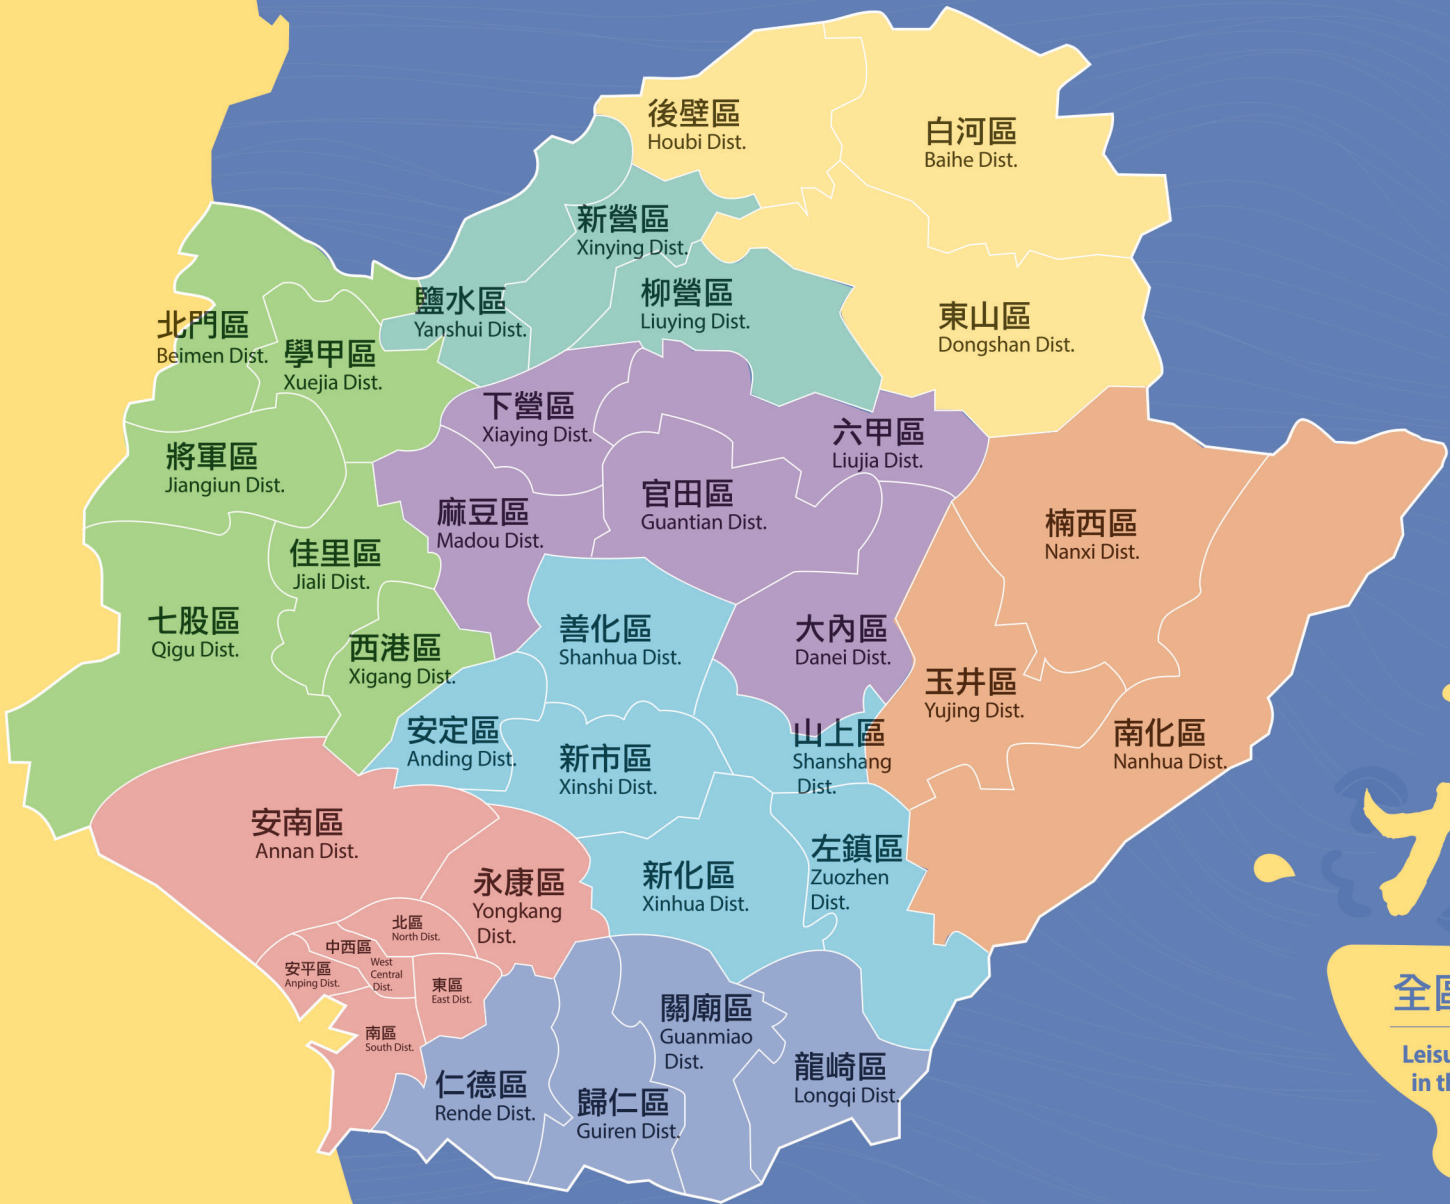 後壁區
Houbi Dist.
白河區
Baihe Dist.
新營區
Xinying Dist.
鹽水區
Yanshui Dist.
柳營區
Liuying Dist.
東山區
Dongshan Dist.
北門區
Beimen Dist.
學甲區
Xuejia Dist.
下營區
Xiaying Dist.
六甲區
Liujia Dist.
將軍區
Jiangiun Dist.
麻豆區
Madou Dist.
官田區
Guantian Dist.
楠西區
Nanxi Dist.
佳里區
Jiali Dist.
七股區
Qigu Dist.
西港區
Xigang Dist.
善化區
Shanhua Dist.
大內區
Danei Dist.
玉井區
Yujing Dist.
安定區
Anding Dist.
新市區
Xinshi Dist.
山上區
Shanshang
Dist.
南化區
Nanhua Dist.
安南區
Annan Dist.
永康區
Yongkang
Dist.
新化區
Xinhua Dist.
左鎮區
Zuozhen
Dist.
北區
North Dist.
中西區
West
Central
Dist.
安平區
Anping Dist.
東區
East Dist.
南區
South Dist.
關廟區
Guanmiao
Dist.
龍崎區
Longqi Dist.
仁德區
Rende Dist.
歸仁區
Guiren Dist.
全區
Leisu
in th